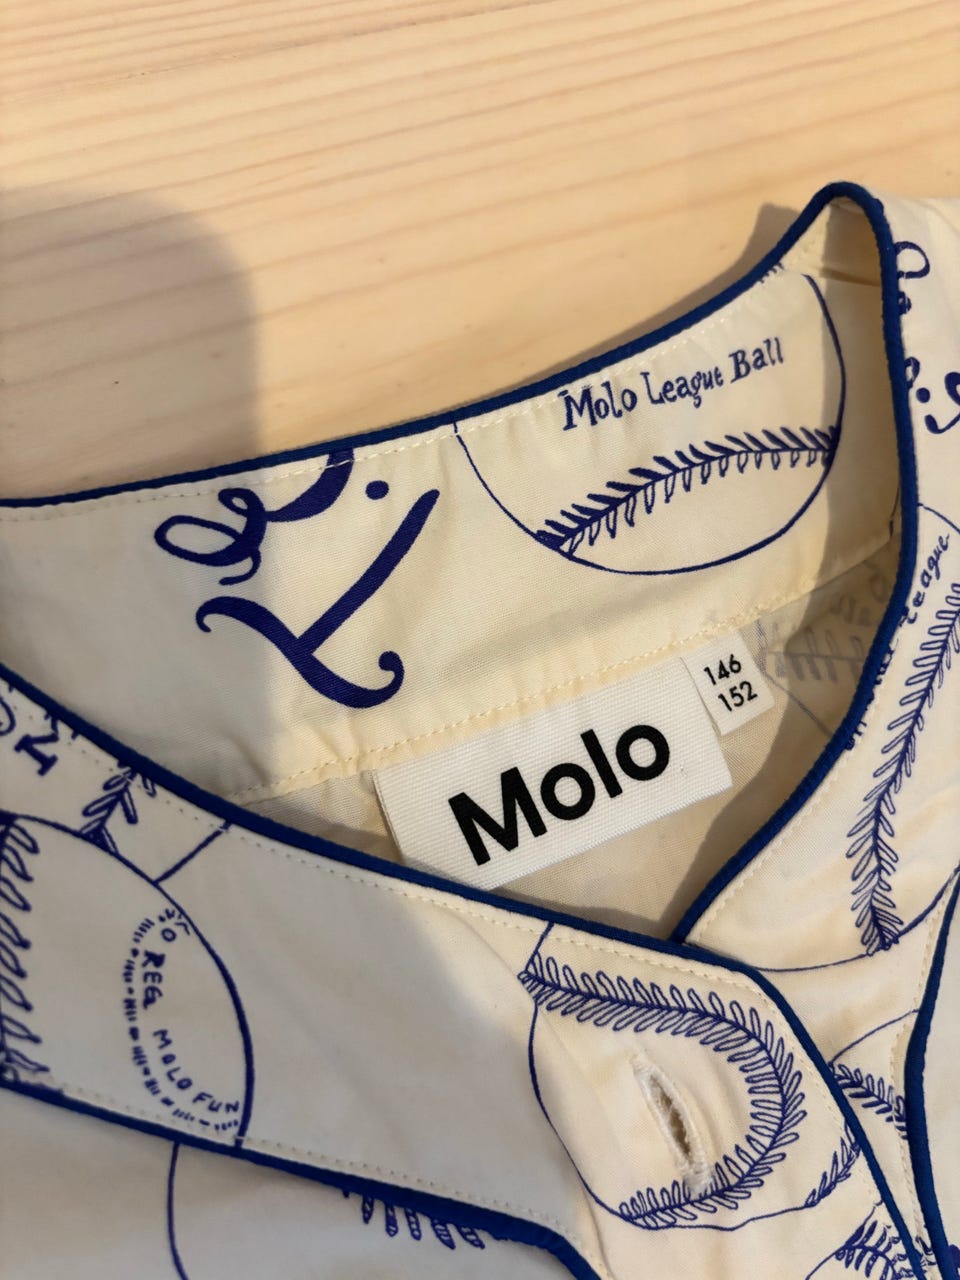 Molo League Ball
146
152
Molo
League
REG MOLO FUN